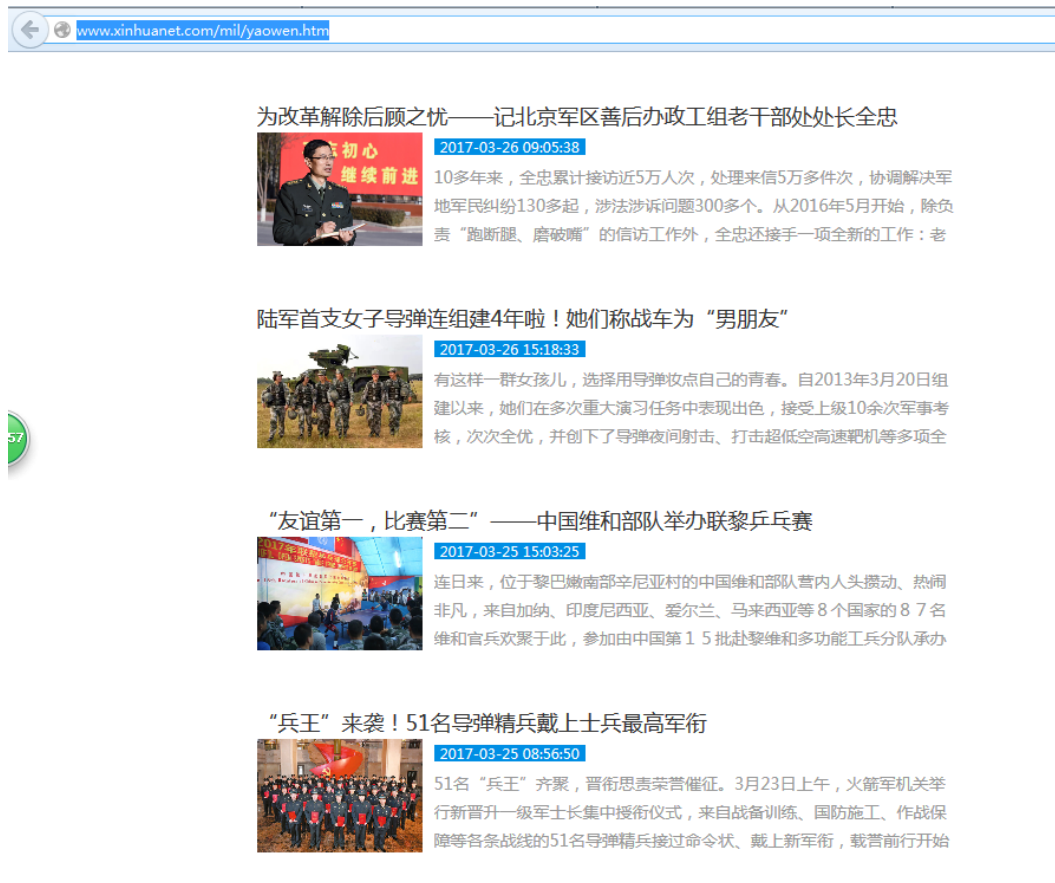 www.xinhuanet.com/mil/yaowen.htm
为改革解除后顾之忧——记北京军区善后办政工组老干部处处长全忠
初心
继续前进
2017-03-26 09:05:38
10多年来，全忠累计接访近5万人次，处理来信5万多件次，协调解决军
地军民纠纷130多起，涉法涉诉问题300多个。从2016年5月开始，除负
责“跑断腿、磨破嘴”的信访工作外，全忠还接手一项全新的工作：老
陆军首支女子导弹连组建4年啦！她们称战车为“男朋友”
2017-03-26 15:18:33
有这样一群女孩儿，选择用导弹妆点自己的青春。自2013年3月20日组
建以来，她们在多次重大演习任务中表现出色，接受上级10余次军事考
核，次次全优，并创下了导弹夜间射击、打击超低空高速靶机等多项全
57
“友谊第一，比赛第二”——中国维和部队举办联黎乒乓赛
2017-03-25 15:03:25
连日来，位于黎巴嫩南部辛尼亚村的中国维和部队营内人头攒动、热闹
非凡，来自加纳、印度尼西亚、爱尔兰、马来西亚等８个国家的８７名
维和官兵欢聚于此，参加由中国第１５批赴黎维和多功能工兵分队承办
“兵王”来袭！51名导弹精兵戴上士兵最高军衔
2017-03-25 08:56:50
51名“兵王”齐聚，晋衔思责荣誉催征。3月23日上午，火箭军机关举
行新晋升一级军士长集中授衔仪式，来自战备训练、国防施工、作战保
障等各条战线的51名导弹精兵接过命令状、戴上新军衔，载誉前行开始